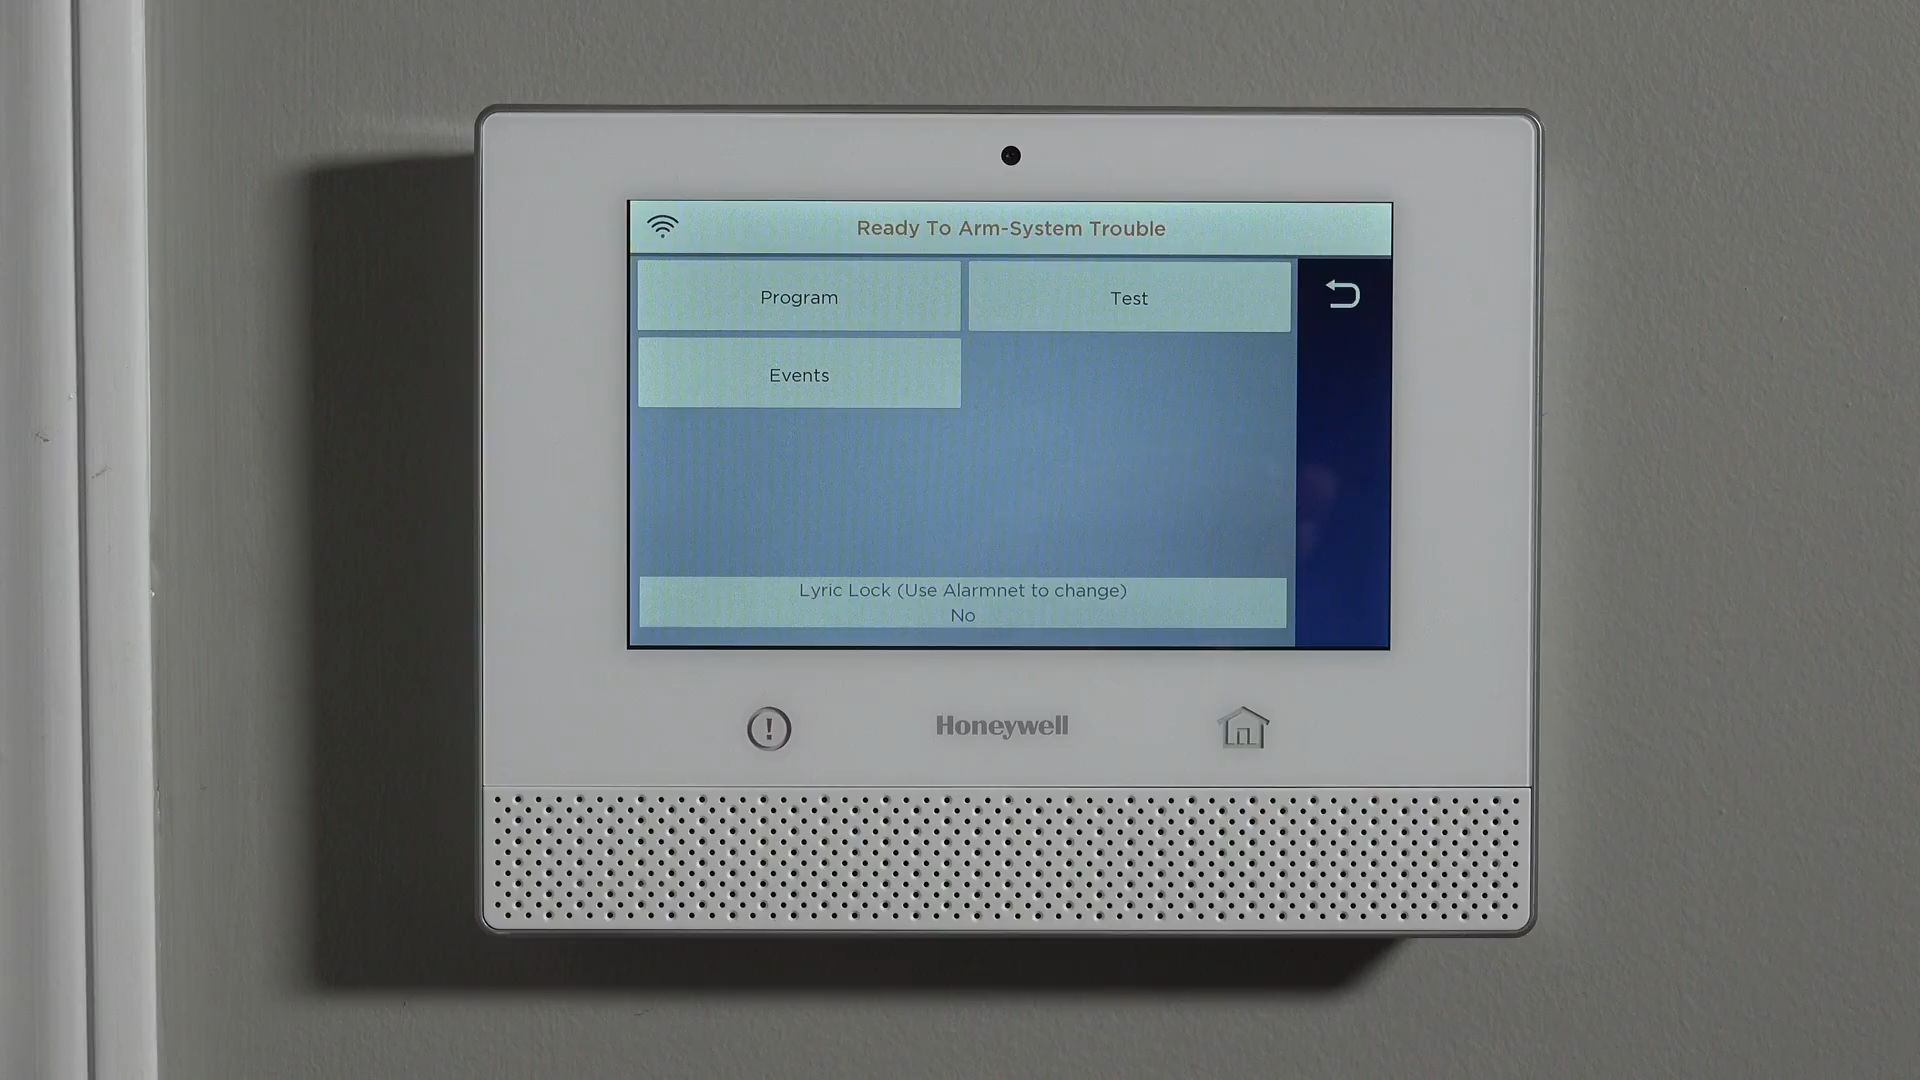 Ready To Arm-System Trouble
Program
Test
Events
Lyric Lock (Use Alarmnet to change)
No
Honeywell